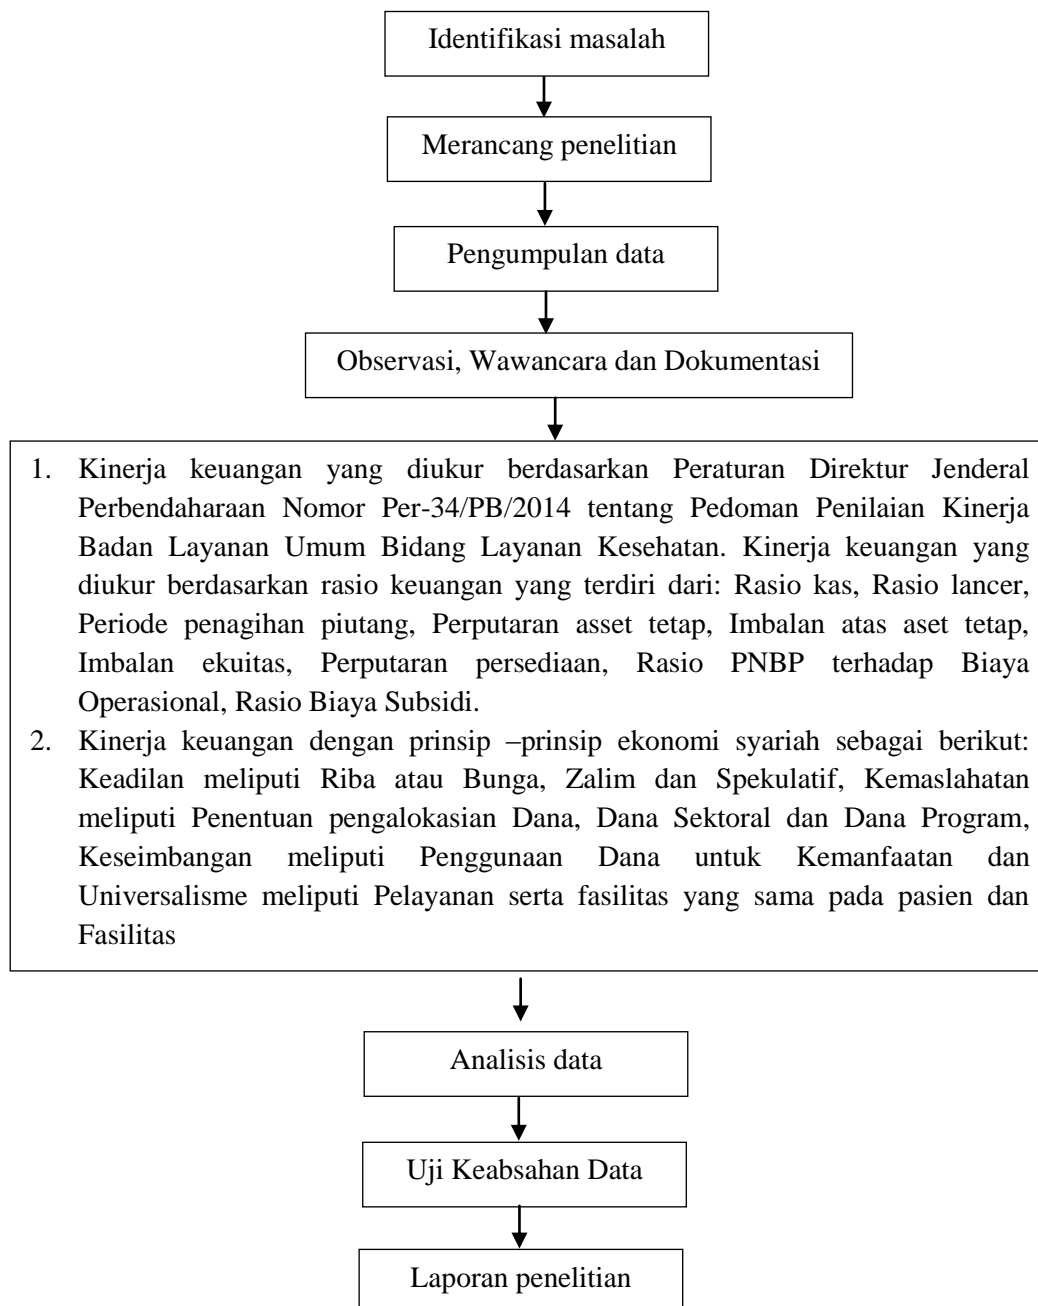 Identifikasi masalah
Merancang penelitian
Pengumpulan data
Observasi, Wawancara dan Dokumentasi
1. Kinerja keuangan yang diukur berdasarkan Peraturan Direktur Jenderal
Perbendaharaan Nomor Per-34/PB/2014 tentang Pedoman Penilaian Kinerja
Badan Layanan Umum Bidang Layanan Kesehatan. Kinerja keuangan yang
diukur berdasarkan rasio keuangan yang terdiri dari: Rasio kas, Rasio lancer,
Periode penagihan piutang, Perputaran asset tetap, Imbalan atas aset tetap,
Imbalan ekuitas, Perputaran persediaan, Rasio PNBP terhadap Biaya
Operasional, Rasio Biaya Subsidi.
2. Kinerja keuangan dengan prinsip –prinsip ekonomi syariah sebagai berikut:
Keadilan meliputi Riba atau Bunga, Zalim dan Spekulatif, Kemaslahatan
meliputi Penentuan pengalokasian Dana, Dana Sektoral dan Dana Program,
Keseimbangan meliputi Penggunaan Dana untuk Kemanfaatan dan
Universalisme meliputi Pelayanan serta fasilitas yang sama pada pasien dan
Fasilitas
Analisis data
Uji Keabsahan Data
Laporan penelitian